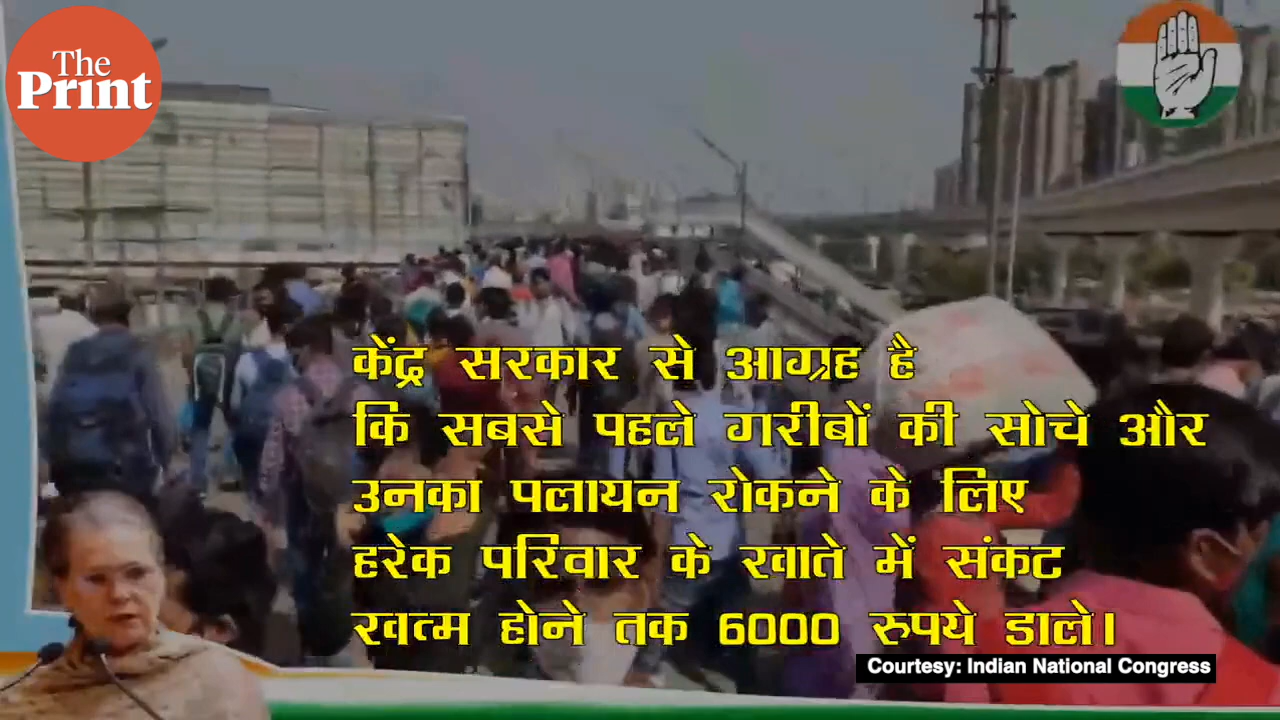 The
Print
केंद्र सरकार से आग्रह है
कि सबसे पहले गरीबों की सोचे और
उनका पलायन रोकने के लिए
हरेक परिवार के खाते में संकट
खत्म होने तक 6000 रुपये डाले।
Courtesy: Indian National Congress